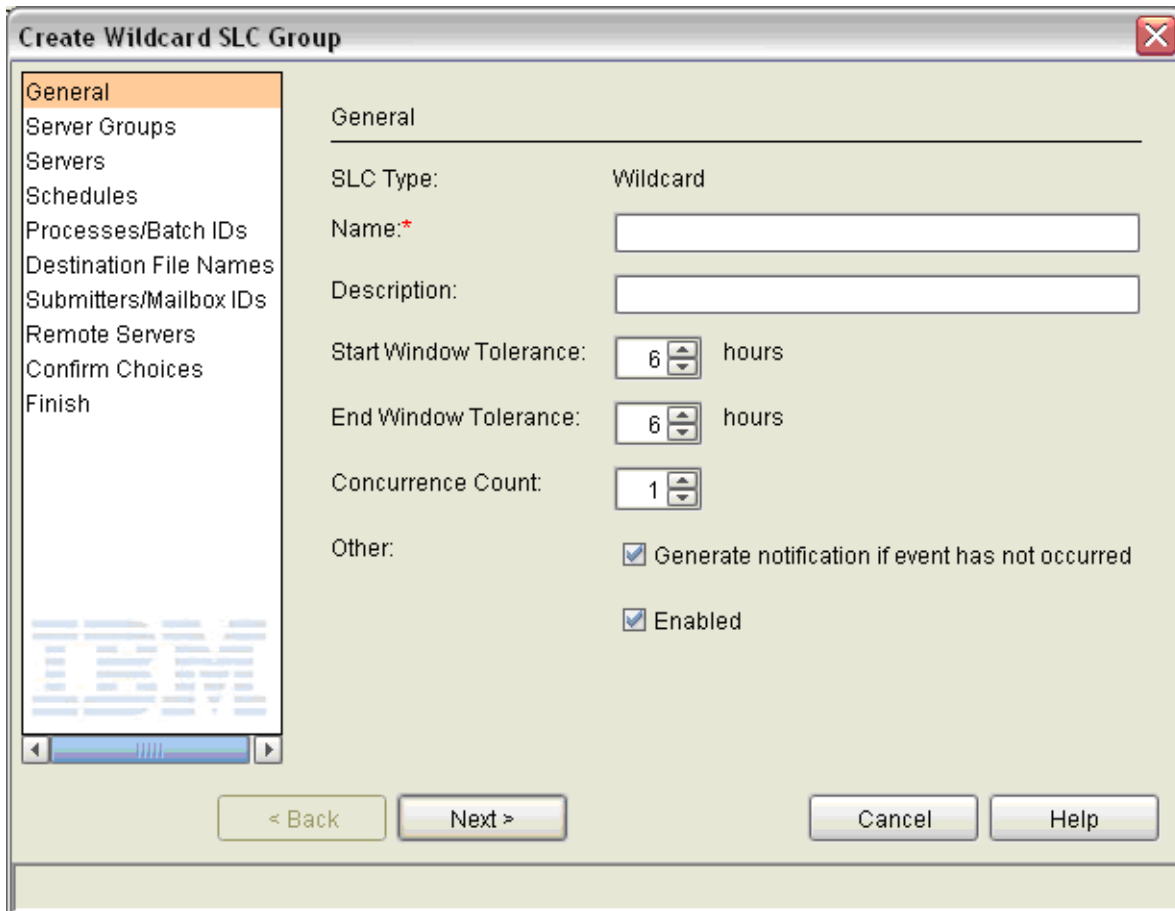 Create Wildcard SLC Group
General
Server Groups
Servers
Schedules
Processes/Batch IDs
Destination File Names
Submitters/Mailbox IDs
Remote Servers
Confirm Choices
Finish
IBM
General
SLC Type: Wildcard
Name:*
Description:
Start Window Tolerance: 6 hours
End Window Tolerance: 6 hours
Concurrence Count: 1
Other: Generate notification if event has not occurred
Enabled
< Back Next > Cancel Help